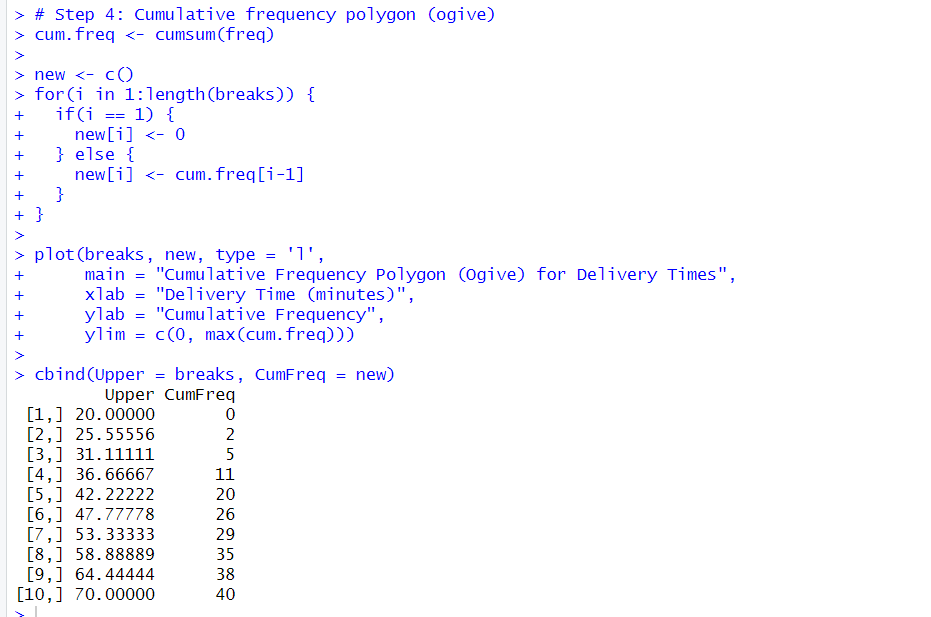 > # Step 4: Cumulative frequency polygon (ogive)
> cum.freq <- cumsum(freq)
>
> new <- c()
> for(i in 1:length(breaks)) {
+   if(i == 1) {
+     new[i] <- 0
+   } else {
+     new[i] <- cum.freq[i-1]
+   }
+ }
>
> plot(breaks, new, type = 'l',
+      main = "Cumulative Frequency Polygon (Ogive) for Delivery Times",
+      xlab = "Delivery Time (minutes)",
+      ylab = "Cumulative Frequency",
+      ylim = c(0, max(cum.freq)))
>
> cbind(Upper = breaks, CumFreq = new)
         Upper CumFreq
 [1,] 20.00000       0
 [2,] 25.55556       2
 [3,] 31.11111       5
 [4,] 36.66667      11
 [5,] 42.22222      20
 [6,] 47.77778      26
 [7,] 53.33333      29
 [8,] 58.88889      35
 [9,] 64.44444      38
[10,] 70.00000      40
>